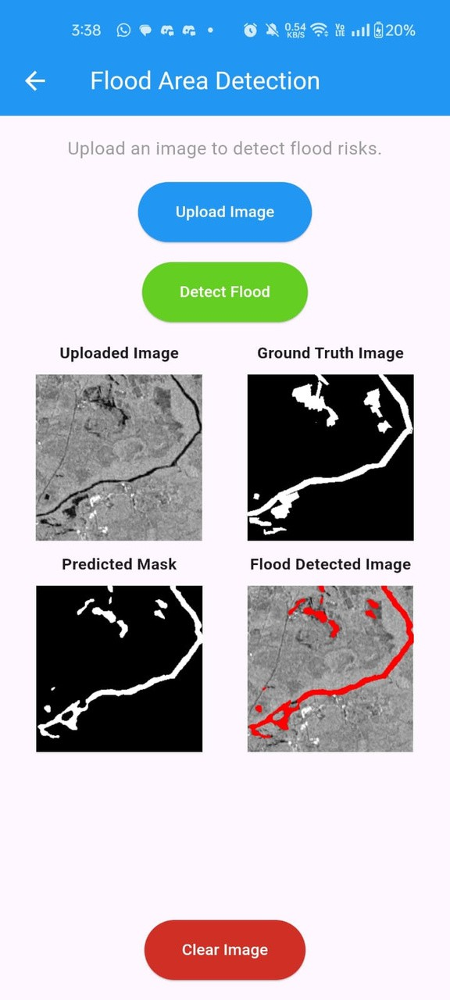 3:38 0.54 KB/S Vo LTE 20%
Flood Area Detection
Upload an image to detect flood risks.
Upload Image
Detect Flood
Uploaded Image
Ground Truth Image
Predicted Mask
Flood Detected Image
Clear Image